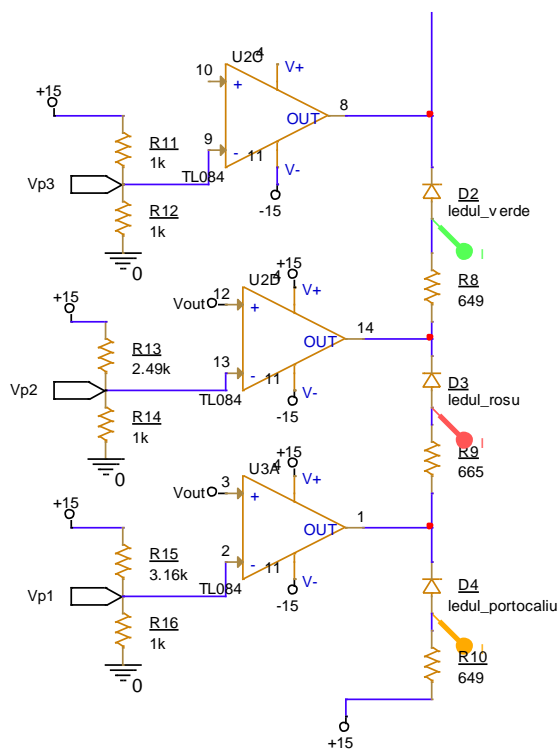 U2C
4
V+
10
+
OUT
8
9
-
11
V-
TL084
-15
+15
R11
1k
Vp3
R12
1k
0
D2
ledul_verde
I
R8
649
+15
U2D
4
V+
Vout
12
+
OUT
14
13
-
11
V-
TL084
-15
+15
R13
2.49k
Vp2
R14
1k
0
D3
ledul_rosu
I
R9
665
+15
U3A
4
V+
Vout
3
+
OUT
1
2
-
11
V-
TL084
-15
+15
R15
3.16k
Vp1
R16
1k
0
D4
ledul_portocaliu
I
R10
649
+15